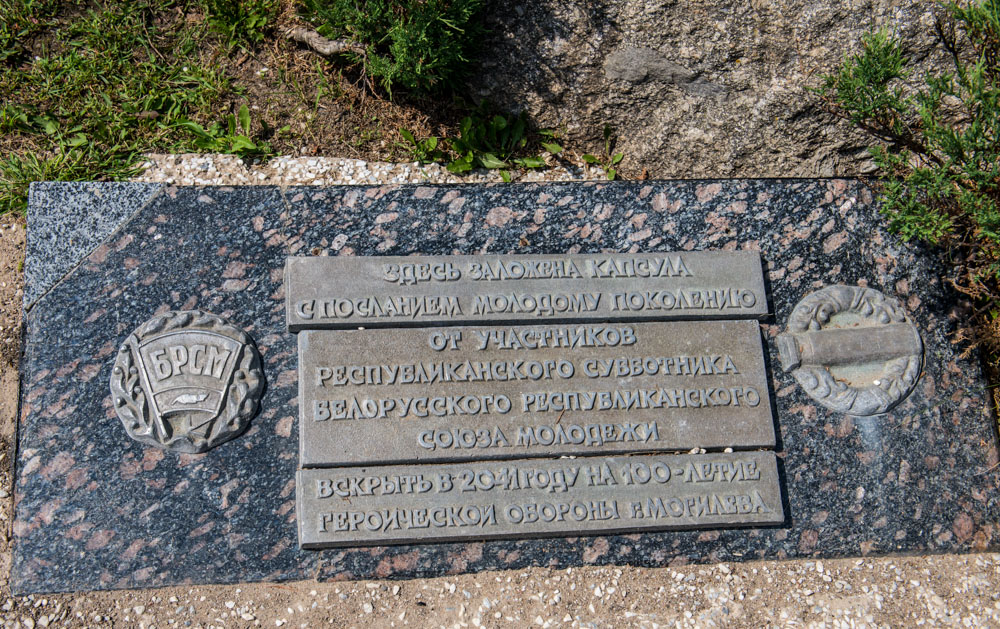 ЗДЕСЬ ЗАЛОЖЕНА КАПСУЛА
С ПОСЛАНИЕМ МОЛОДОМУ ПОКОЛЕНИЮ
ОТ УЧАСТНИКОВ
РЕСПУБЛИКАНСКОГО СУББОТНИКА
БЕЛОРУССКОГО РЕСПУБЛИКАНСКОГО
СОЮЗА МОЛОДЕЖИ
ВСКРЫТЬ В 2041 ГОДУ НА 100-ЛЕТИЕ
ГЕРОИЧЕСКОЙ ОБОРОНЫ г. МОГИЛЕВА
БРСМ